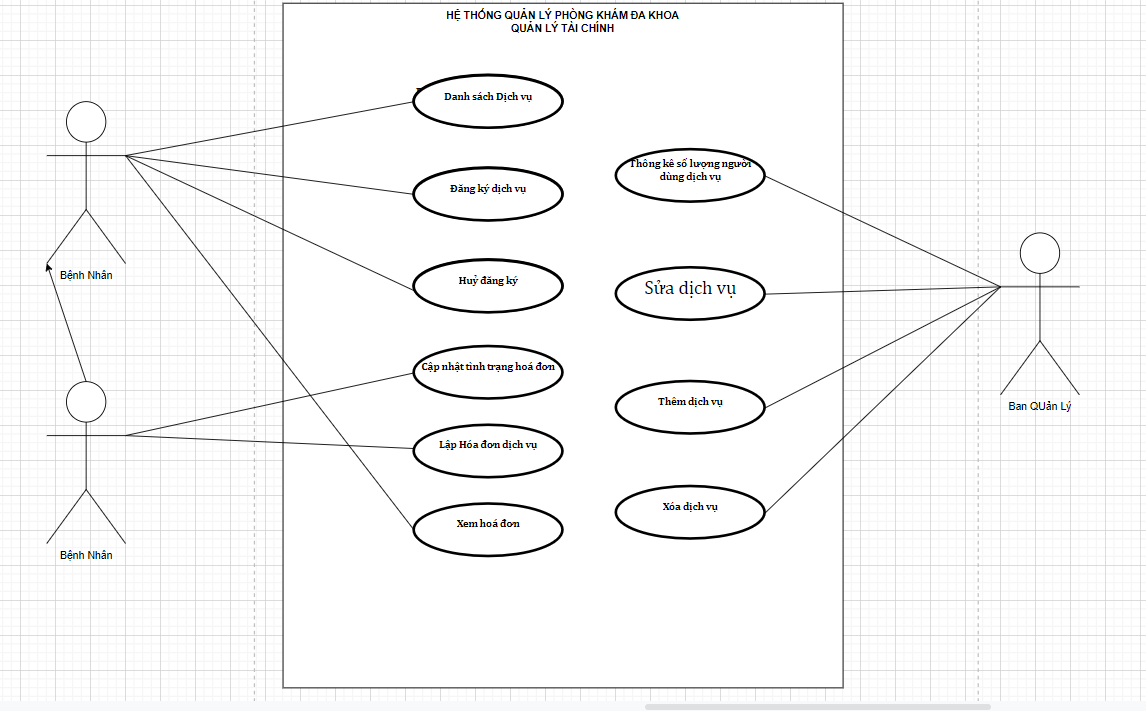 HỆ THỐNG QUẢN LÝ PHÒNG KHÁM ĐA KHOA
QUẢN LÝ TÀI CHÍNH
Danh sách Dịch vụ
Đăng ký dịch vụ
Huỷ đăng ký
Cập nhật tình trạng hoá đơn
Lập Hóa đơn dịch vụ
Xem hoá đơn
Thông kê số lượng người
dùng dịch vụ
Sửa dịch vụ
Thêm dịch vụ
Xóa dịch vụ
Bệnh Nhân
Bệnh Nhân
Ban QUản Lý